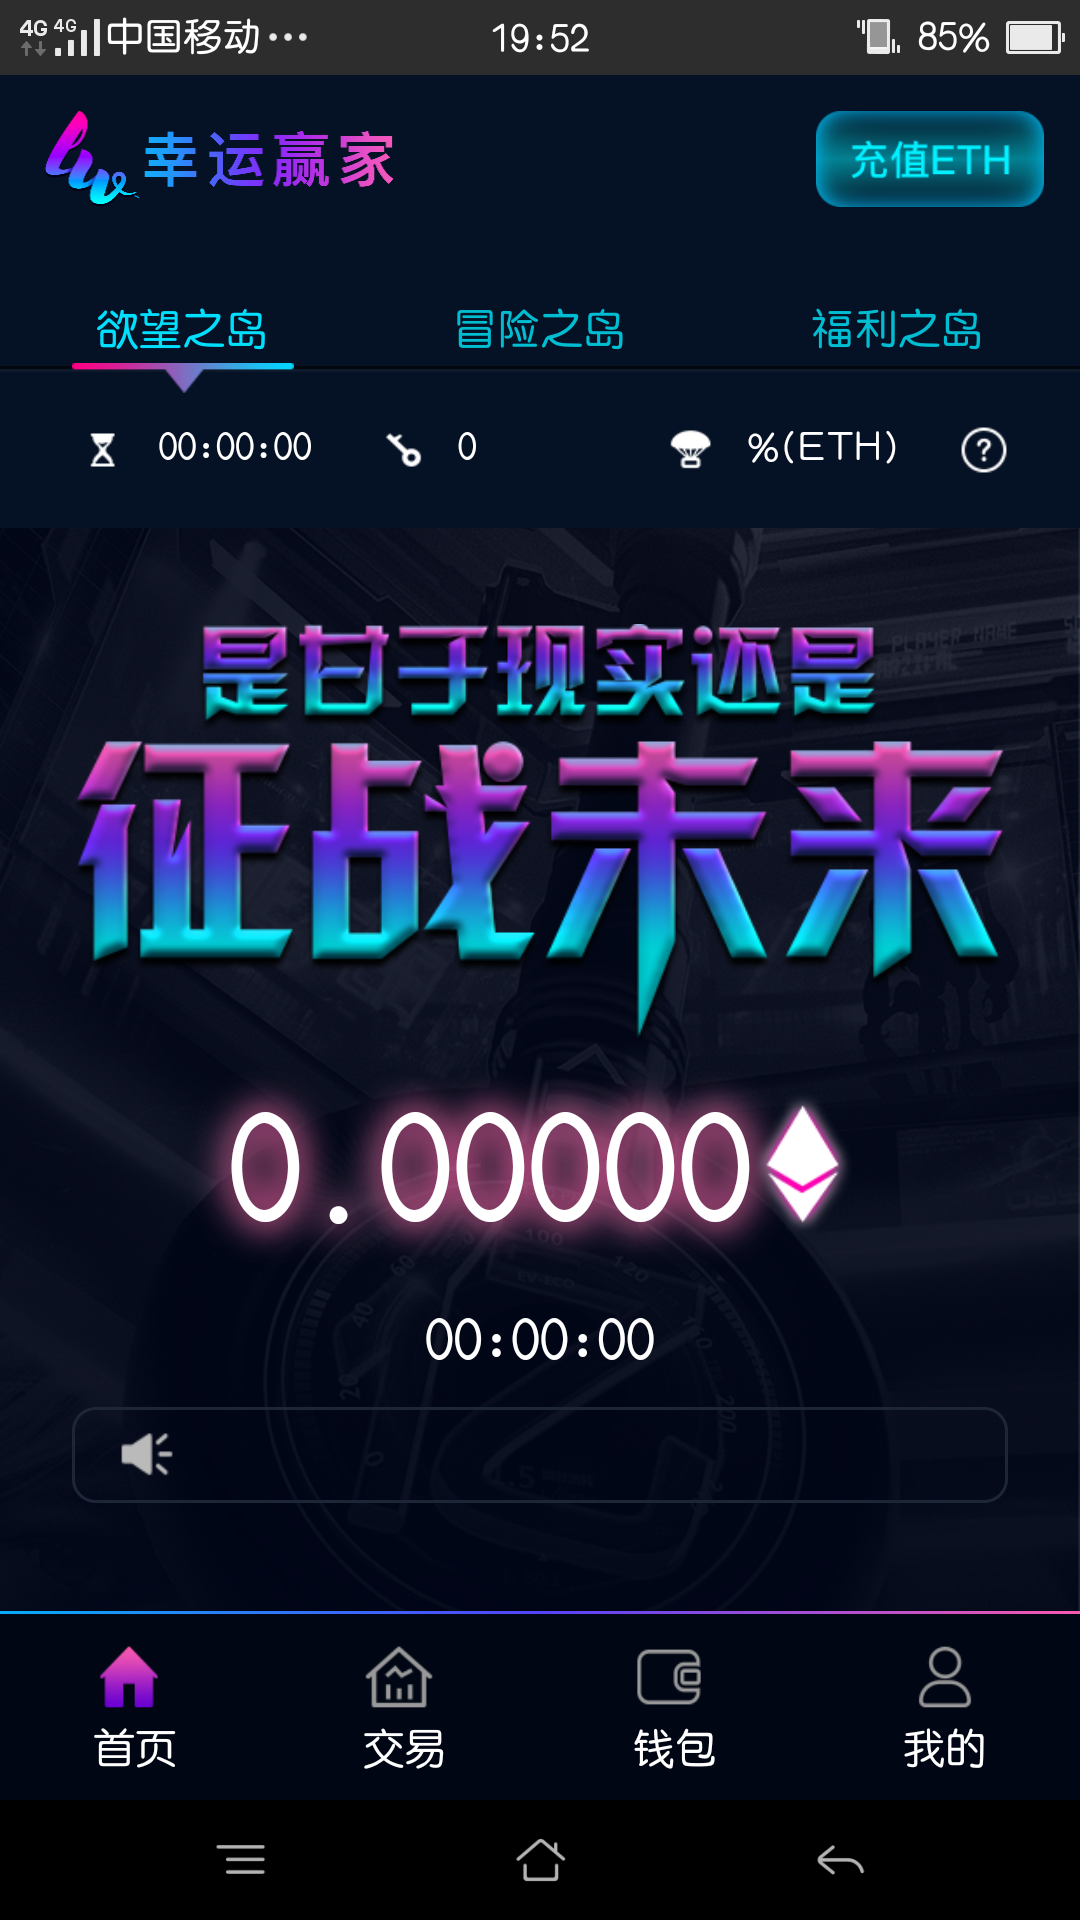 4G 4G 中国移动··· 19:52 85%
lw 幸运赢家 充值ETH
欲望之岛 冒险之岛 福利之岛
00:00:00 0 %(ETH) ?
PLAYER NAME
是甘于现实还是
征战未来
0.00000
00:00:00
首页 交易 钱包 我的